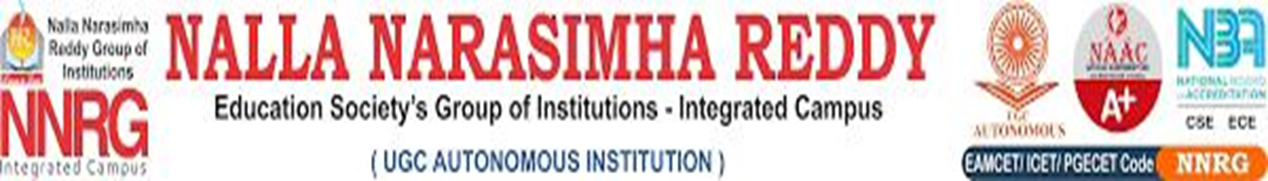 Nalla Narasimha
Reddy Group of
Institutions
NNRG
Integrated Campus
NALLA NARASIMHA REDDY
Education Society's Group of Institutions - Integrated Campus
( UGC AUTONOMOUS INSTITUTION )
UGC
AUTONOMOUS
NAAC
A+
NBA
NATIONAL BOARD
of ACCREDITATION
CSE ECE
EAMCET/ ICET/ PGECET Code NNRG